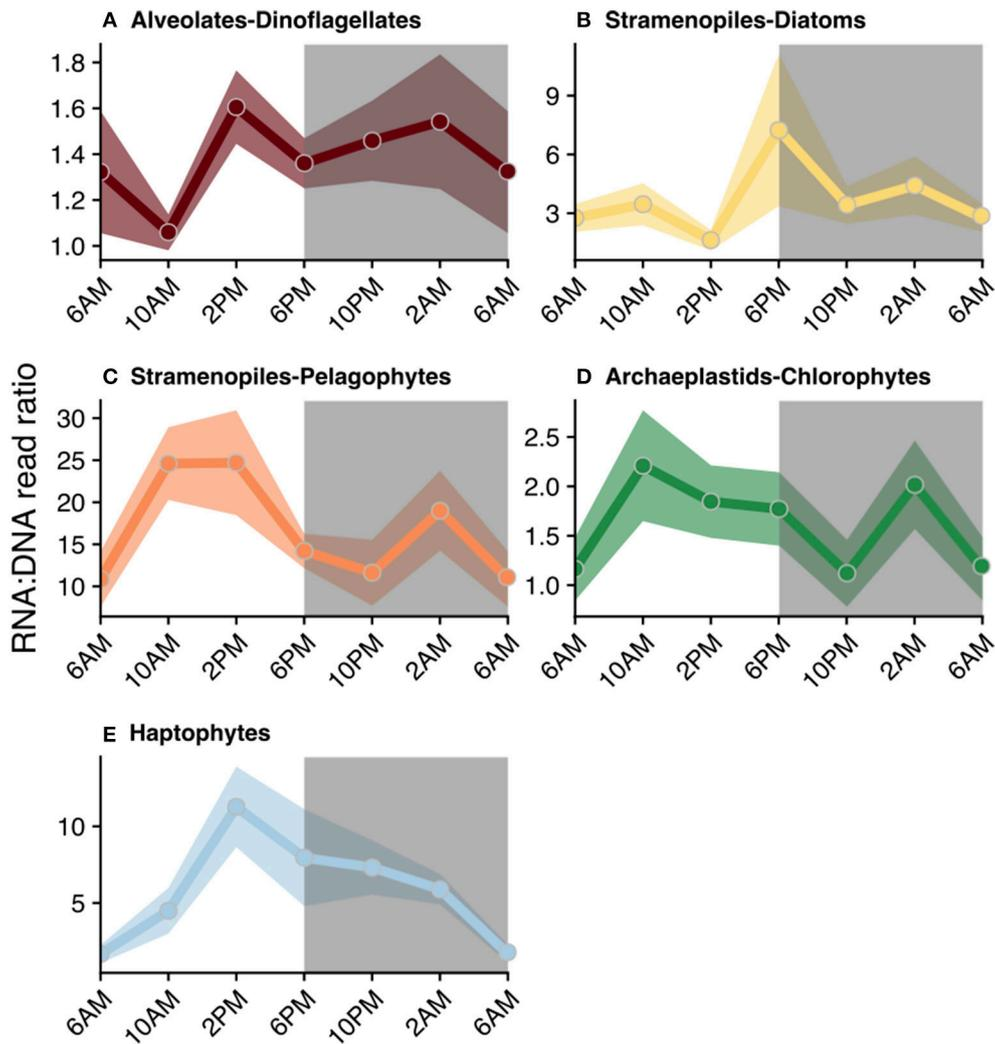 A Alveolates-Dinoflagellates
1.8
1.6
1.4
1.2
1.0
6AM 10AM 2PM 6PM 10PM 2AM 6AM
B Stramenopiles-Diatoms
9
6
3
6AM 10AM 2PM 6PM 10PM 2AM 6AM
RNA:DNA read ratio
C Stramenopiles-Pelagophytes
30
25
20
15
10
6AM 10AM 2PM 6PM 10PM 2AM 6AM
D Archaeplastids-Chlorophytes
2.5
2.0
1.5
1.0
6AM 10AM 2PM 6PM 10PM 2AM 6AM
E Haptophytes
10
5
6AM 10AM 2PM 6PM 10PM 2AM 6AM